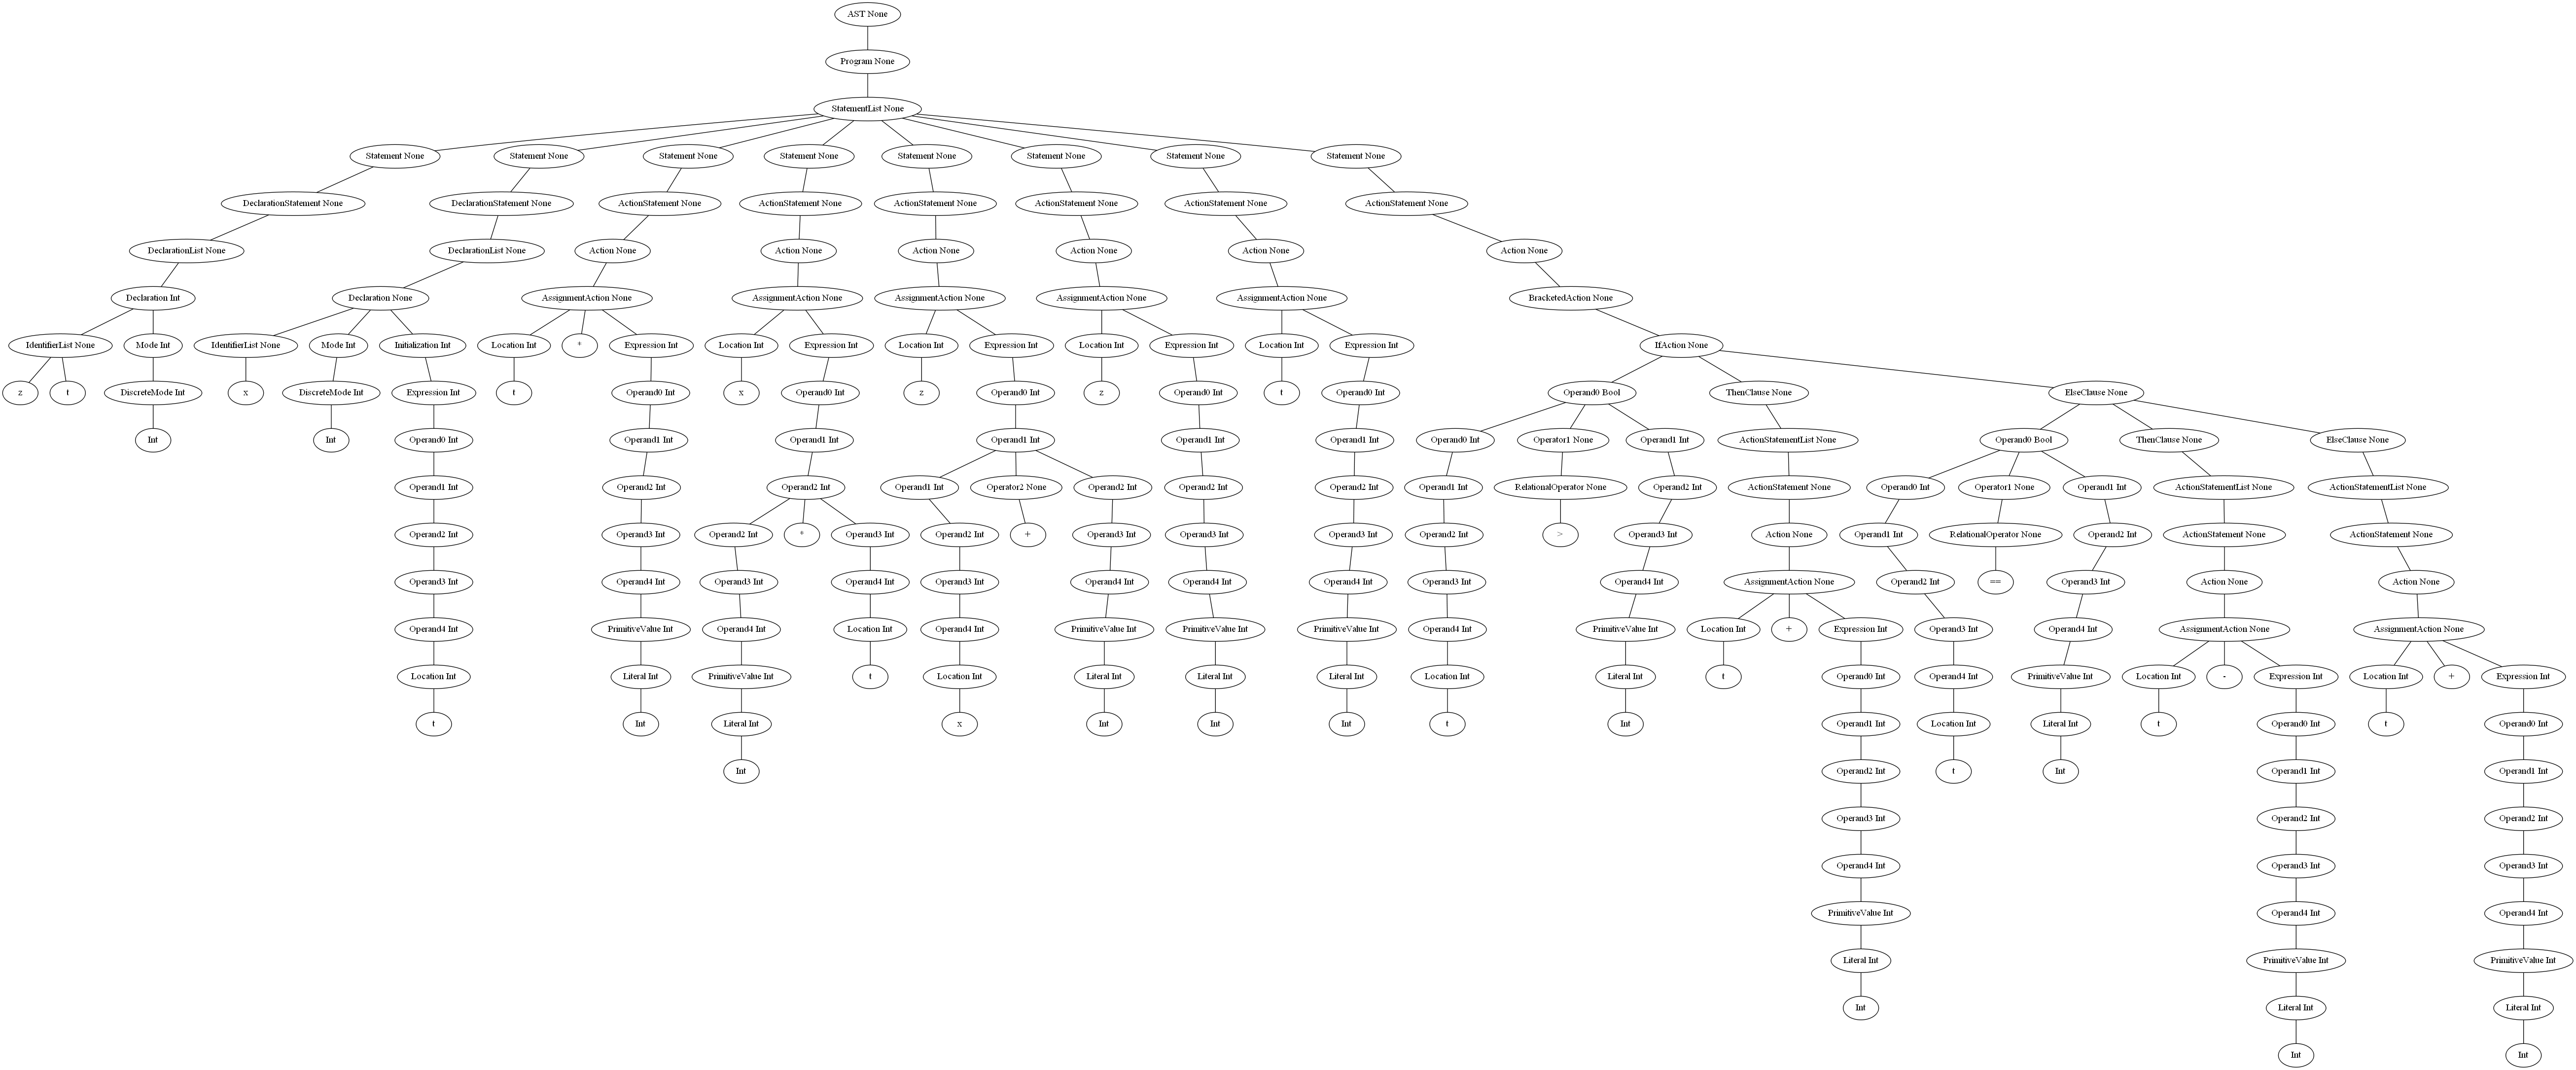 AST None
Program None
StatementList None
Statement None Statement None Statement None Statement None Statement None Statement None Statement None Statement None
DeclarationStatement None DeclarationStatement None ActionStatement None ActionStatement None ActionStatement None ActionStatement None ActionStatement None ActionStatement None
DeclarationList None DeclarationList None Action None Action None Action None Action None Action None Action None
Declaration Int Declaration None AssignmentAction None AssignmentAction None AssignmentAction None AssignmentAction None AssignmentAction None BracketedAction None
IdentifierList None Mode Int IdentifierList None Mode Int Initialization Int Location Int * Expression Int Location Int Expression Int Location Int Expression Int Location Int Expression Int Location Int Expression Int IfAction None
z t DiscreteMode Int x DiscreteMode Int Expression Int t Operand0 Int x Operand0 Int z Operand0 Int z Operand0 Int t Operand0 Int Operand0 Bool ThenClause None ElseClause None
Int Int Operand0 Int Operand1 Int Operand1 Int Operand1 Int Operand1 Int Operand1 Int Operand0 Int Operator1 None Operand1 Int ActionStatementList None Operand0 Bool ThenClause None ElseClause None
Operand1 Int Operand2 Int Operand2 Int Operand1 Int Operator2 None Operand2 Int Operand2 Int Operand2 Int Operand1 Int RelationalOperator None Operand2 Int ActionStatement None Operand0 Int Operator1 None Operand1 Int ActionStatementList None ActionStatementList None
Operand2 Int Operand3 Int Operand2 Int * Operand3 Int Operand2 Int + Operand3 Int Operand3 Int Operand3 Int Operand2 Int > Operand3 Int Action None Operand1 Int RelationalOperator None Operand2 Int ActionStatement None ActionStatement None
Operand3 Int Operand4 Int Operand3 Int Operand4 Int Operand3 Int Operand4 Int Operand4 Int Operand4 Int Operand3 Int Operand4 Int AssignmentAction None Operand2 Int == Operand3 Int Action None Action None
Operand4 Int PrimitiveValue Int Operand4 Int Location Int Operand4 Int PrimitiveValue Int PrimitiveValue Int PrimitiveValue Int Operand4 Int PrimitiveValue Int Location Int + Expression Int Operand3 Int Operand4 Int AssignmentAction None AssignmentAction None
Location Int Literal Int PrimitiveValue Int t Location Int Literal Int Literal Int Literal Int Location Int Literal Int t Operand0 Int Operand4 Int PrimitiveValue Int Location Int - Expression Int Location Int + Expression Int
t Int Literal Int x Int Int Int t Int Operand1 Int Location Int Literal Int t Operand0 Int t Operand0 Int
Int Operand2 Int t Int Operand1 Int Operand1 Int
Operand3 Int Operand2 Int Operand2 Int
Operand4 Int Operand3 Int Operand3 Int
PrimitiveValue Int Operand4 Int Operand4 Int
Literal Int PrimitiveValue Int PrimitiveValue Int
Int Literal Int Literal Int
Int Int